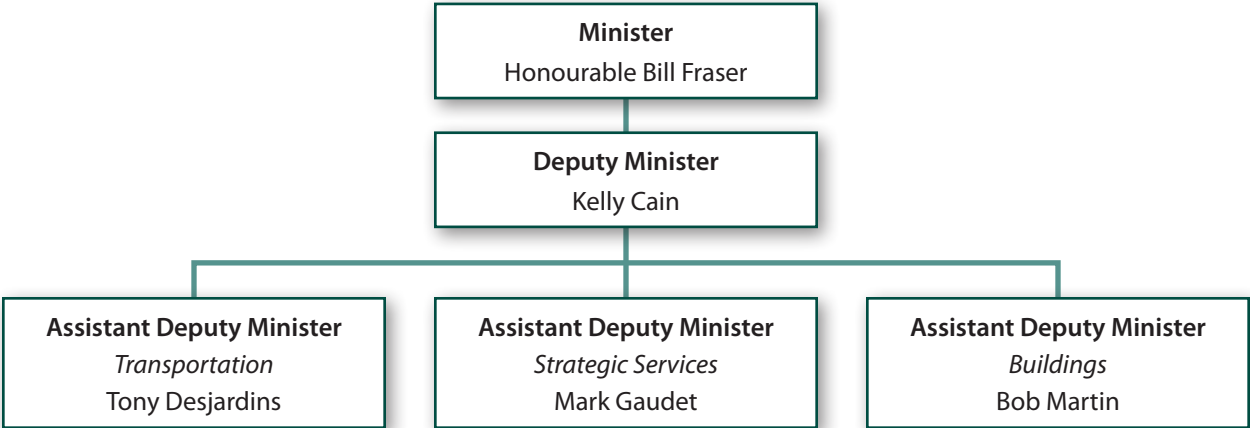 Minister
Honourable Bill Fraser
Deputy Minister
Kelly Cain
Assistant Deputy Minister
Transportation
Tony Desjardins
Assistant Deputy Minister
Strategic Services
Mark Gaudet
Assistant Deputy Minister
Buildings
Bob Martin